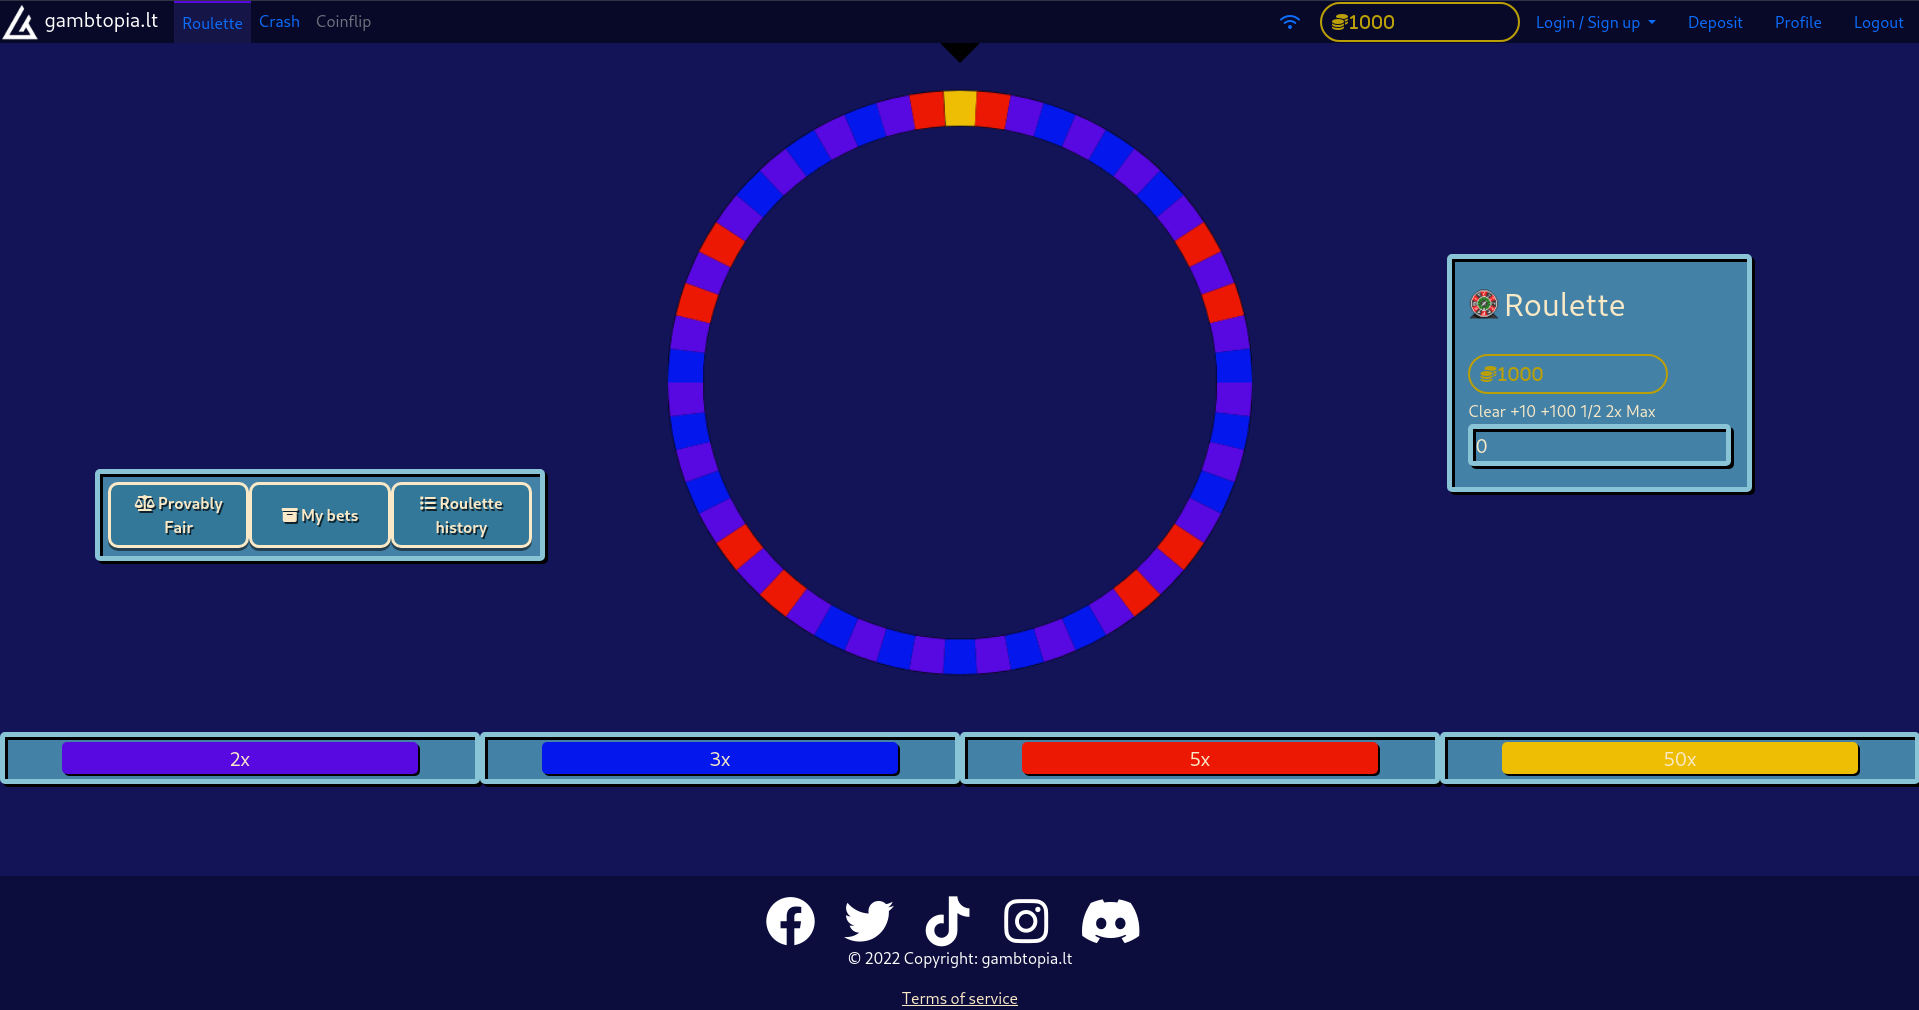 gambtopia.lt Roulette Crash Coinflip 1000 Login / Sign up Deposit Profile Logout
Roulette
1000
Clear +10 +100 1/2 2x Max
0
Provably
Fair
My bets
Roulette
history
2x 3x 5x 50x
© 2022 Copyright: gambtopia.lt
Terms of service